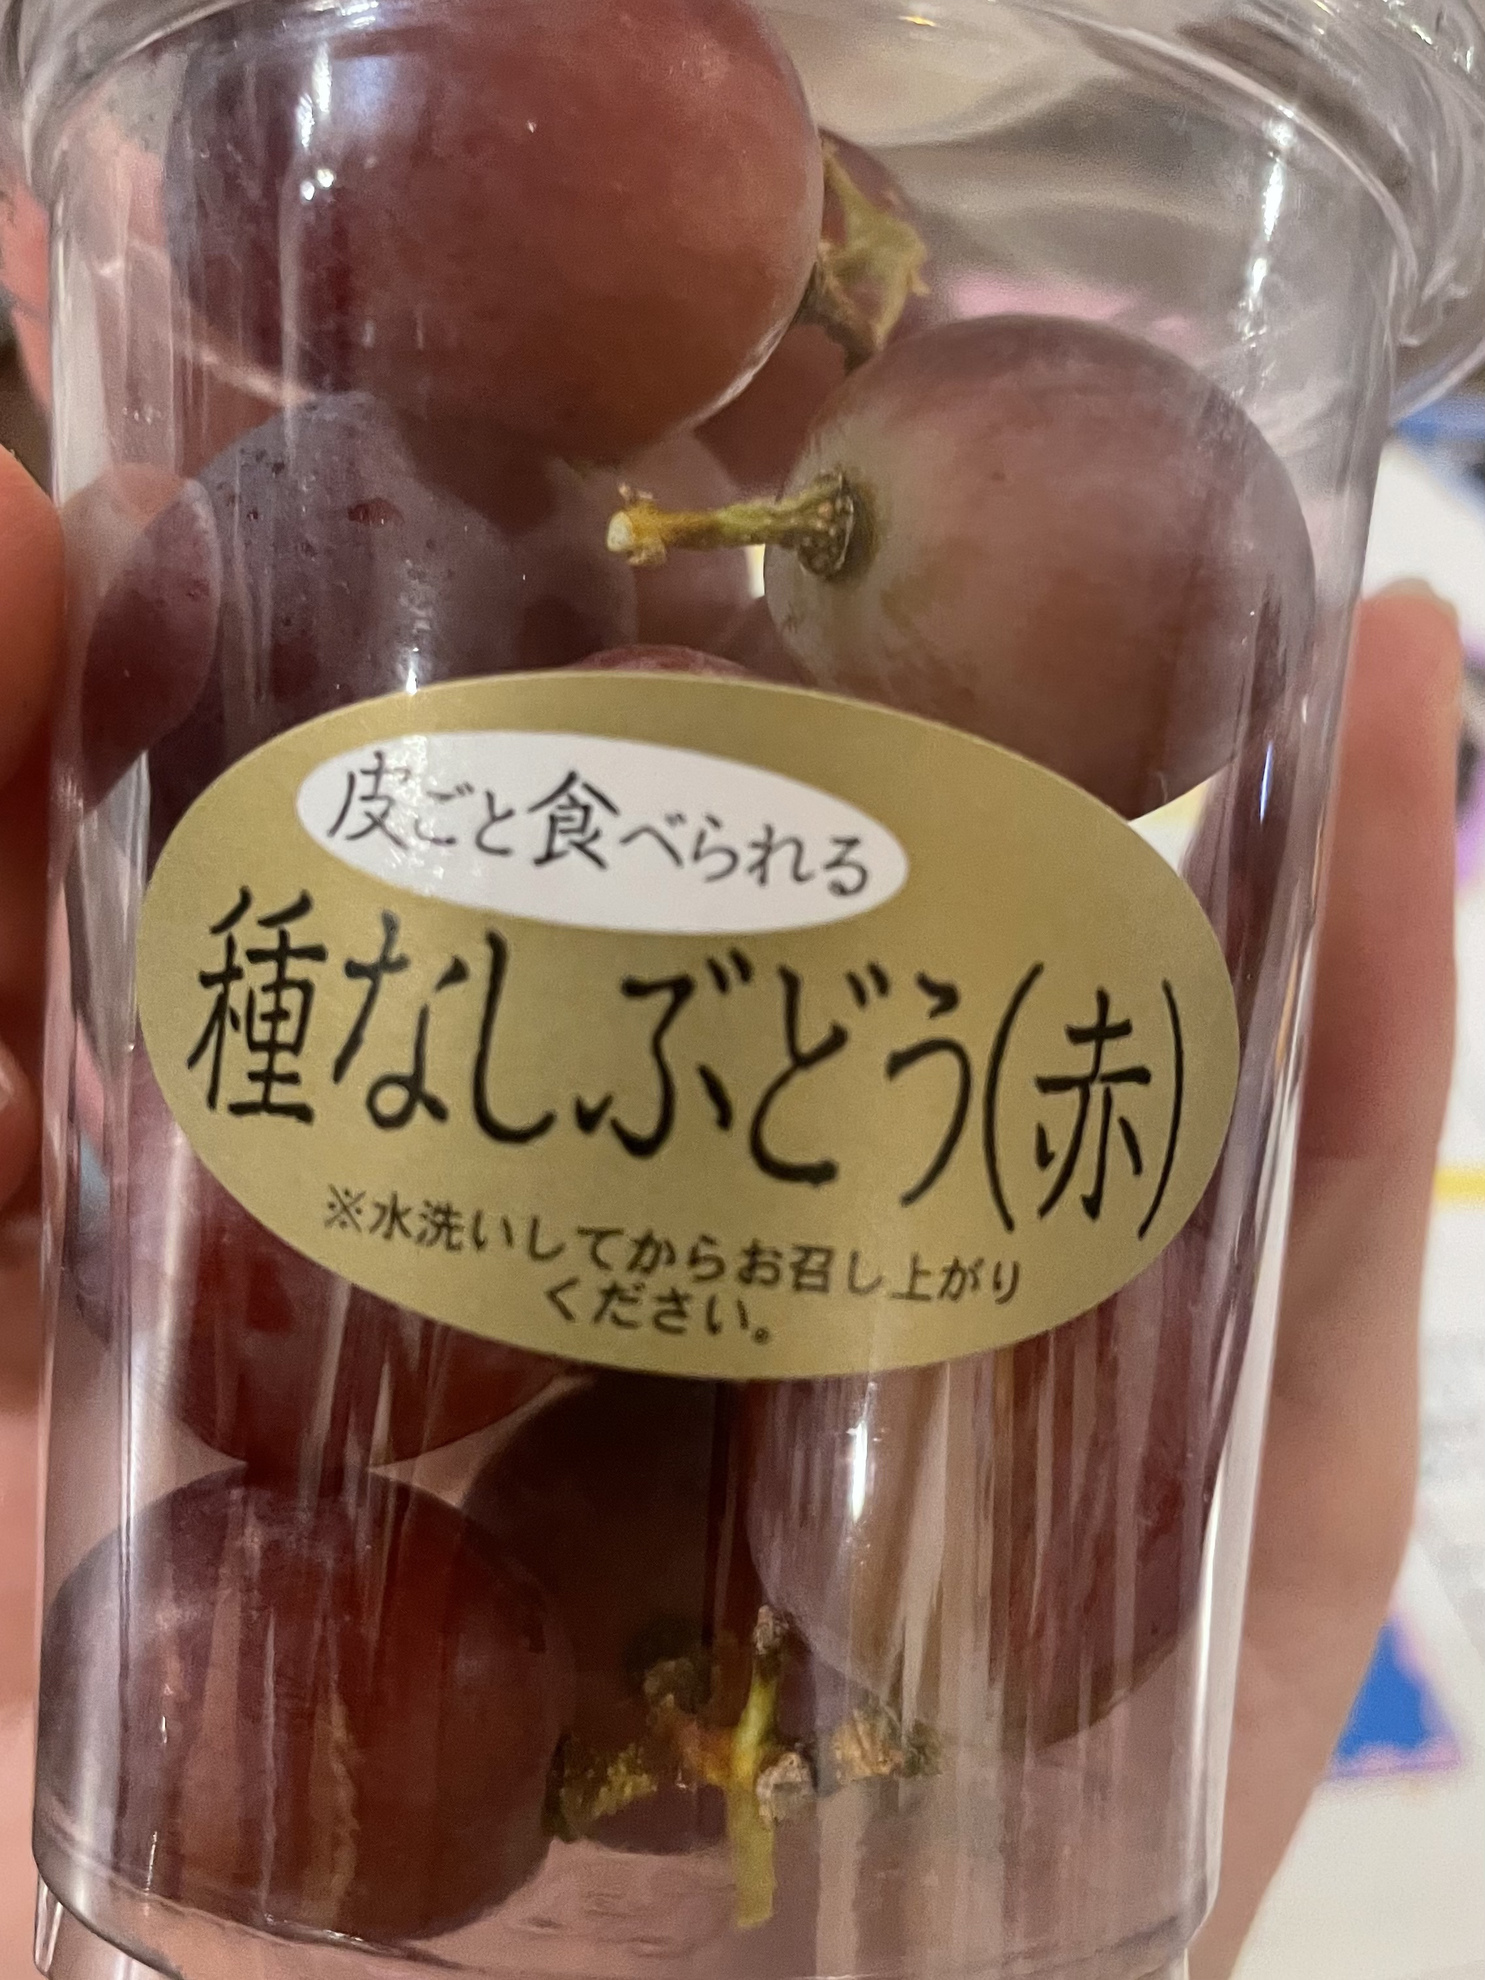 皮ごと食べられる
種なしぶどう(赤)
※水洗いしてからお召し上がり
ください。